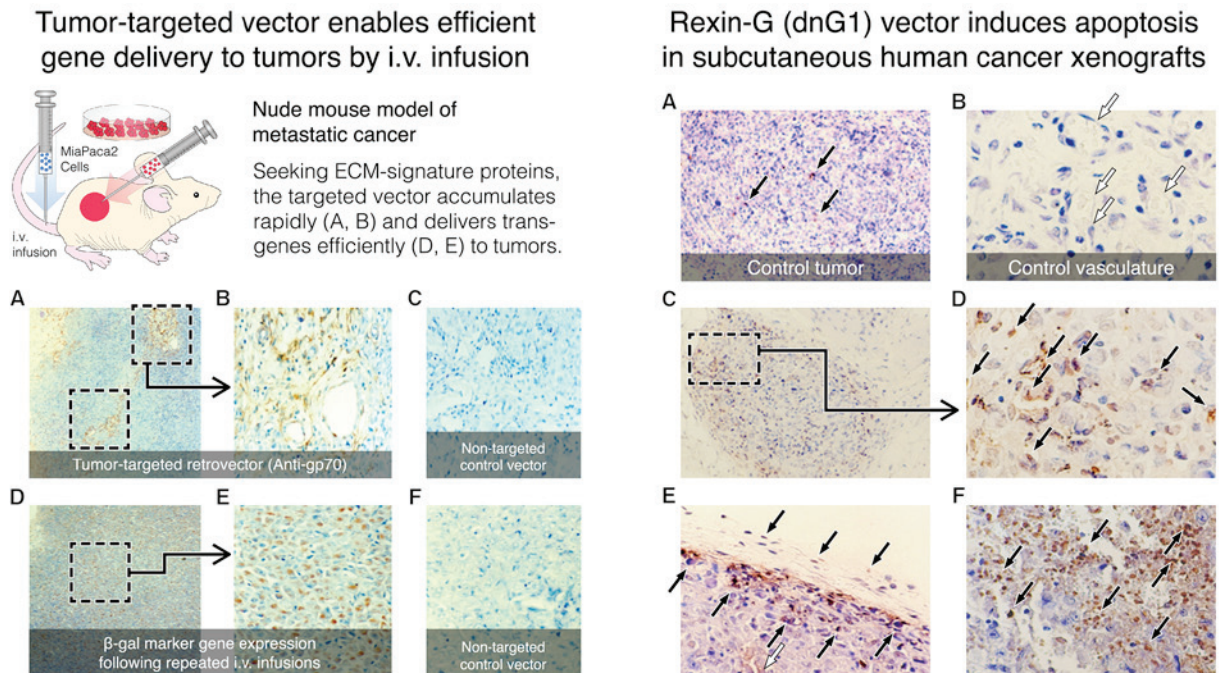 Tumor-targeted vector enables efficient
gene delivery to tumors by i.v. infusion
MiaPaca2
Cells
i.v.
infusion
Nude mouse model of
metastatic cancer
Seeking ECM-signature proteins,
the targeted vector accumulates
rapidly (A, B) and delivers trans-
genes efficiently (D, E) to tumors.
A
B
C
Tumor-targeted retrovector (Anti-gp70)
Non-targeted
control vector
D
E
F
β-gal marker gene expression
following repeated i.v. infusions
Non-targeted
control vector
Rexin-G (dnG1) vector induces apoptosis
in subcutaneous human cancer xenografts
A
B
Control tumor
Control vasculature
C
D
E
F